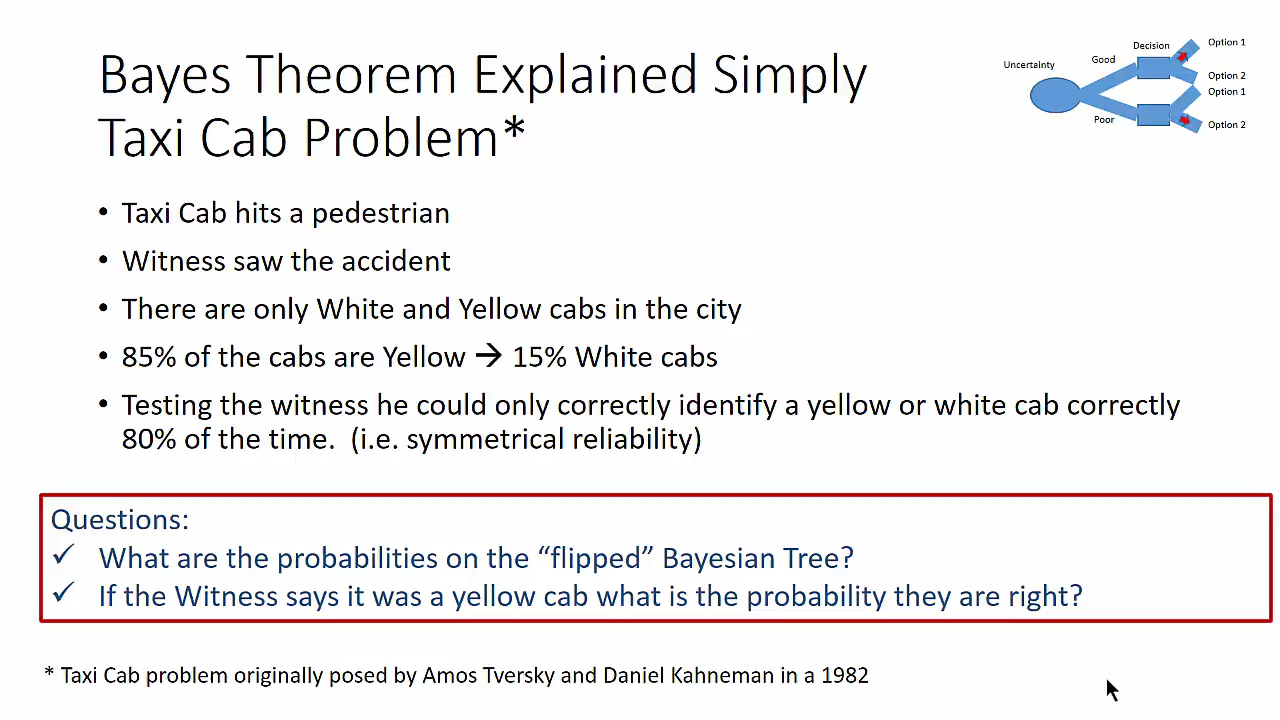 Bayes Theorem Explained Simply
Taxi Cab Problem*
Uncertainty
Good
Decision
Option 1
Option 2
Option 1
Poor
Option 2
• Taxi Cab hits a pedestrian
• Witness saw the accident
• There are only White and Yellow cabs in the city
• 85% of the cabs are Yellow → 15% White cabs
• Testing the witness he could only correctly identify a yellow or white cab correctly
80% of the time.  (i.e. symmetrical reliability)
Questions:
✓ What are the probabilities on the “flipped” Bayesian Tree?
✓ If the Witness says it was a yellow cab what is the probability they are right?
* Taxi Cab problem originally posed by Amos Tversky and Daniel Kahneman in a 1982